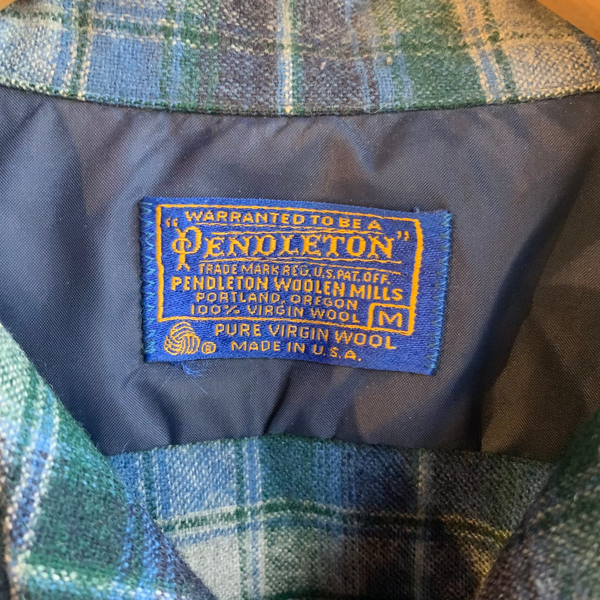 WARRANTED TO BE A
"PENDLETON"
TRADE MARK REG. U.S. PAT. OFF.
PENDLETON WOOLEN MILLS
PORTLAND, OREGON
100% VIRGIN WOOL M
® PURE VIRGIN WOOL
MADE IN U.S.A.